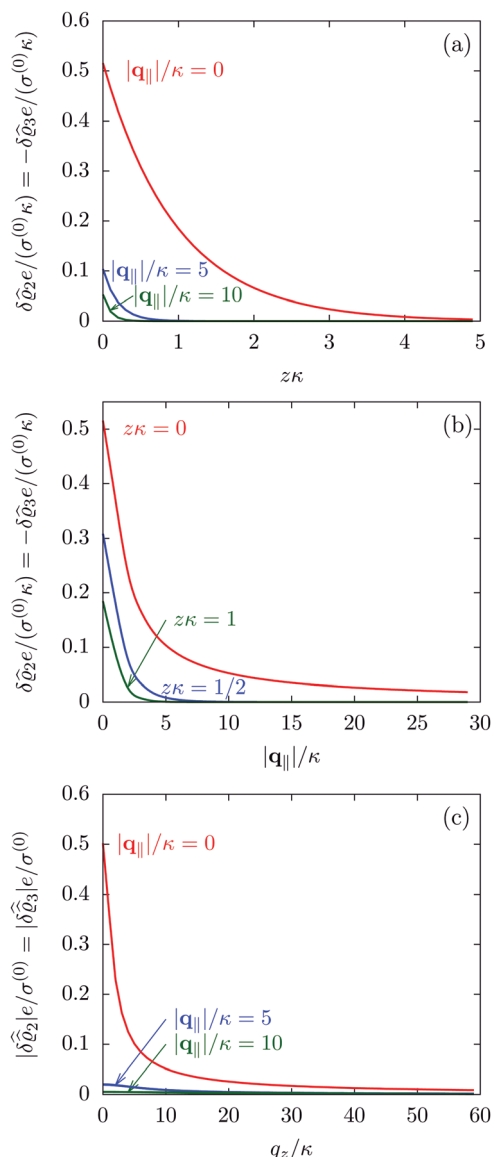 (a)
δϱ̂₂e/(σ⁽⁰⁾κ) = −δϱ̂₃e/(σ⁽⁰⁾κ)
0.6
0.5
0.4
0.3
0.2
0.1
0
|q∥|/κ = 0
|q∥|/κ = 5
|q∥|/κ = 10
0 1 2 3 4 5
zκ
(b)
δϱ̂₂e/(σ⁽⁰⁾κ) = −δϱ̂₃e/(σ⁽⁰⁾κ)
0.5
0.4
0.3
0.2
0.1
0
zκ = 0
zκ = 1
zκ = 1/2
0 5 10 15 20 25 30
|q∥|/κ
(c)
|δϱ̂̂₂|e/σ⁽⁰⁾ = |δϱ̂̂₃|e/σ⁽⁰⁾
0.6
0.5
0.4
0.3
0.2
0.1
0
|q∥|/κ = 0
|q∥|/κ = 5
|q∥|/κ = 10
0 10 20 30 40 50 60
q_z/κ